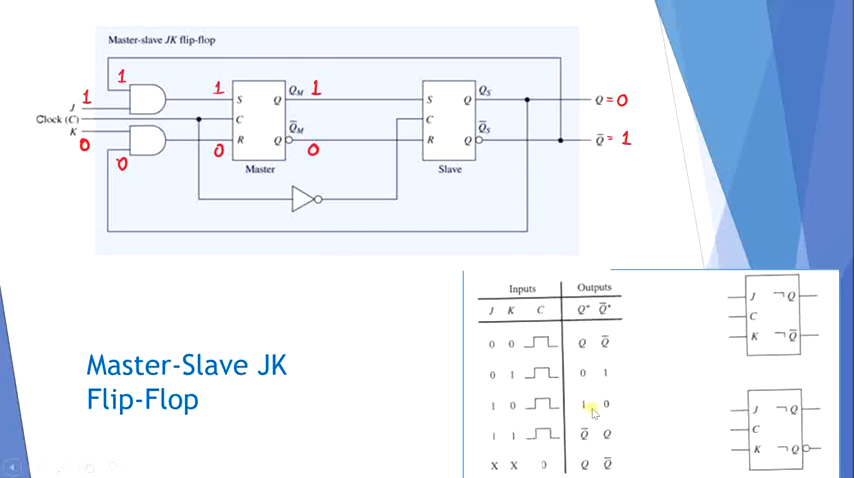 Master-slave JK flip-flop
1
1
1
Q_M 1
Q_S
J
S Q
S Q
Q = 0
Clock (C)
C
C
K
Q̅_M
Q̅_S
0
R Q
R Q
Q̅ = 1
0
0
0
Master
Slave
Inputs Outputs
J K C Q⁺ Q̅⁺
0 0 Q Q̅
0 1 0 1
1 0 1 0
1 1 Q̅ Q
X X 0 Q Q̅
J ¬Q
C
K ¬Q̅
J ¬Q
C
K ¬Q
Master-Slave JK
Flip-Flop